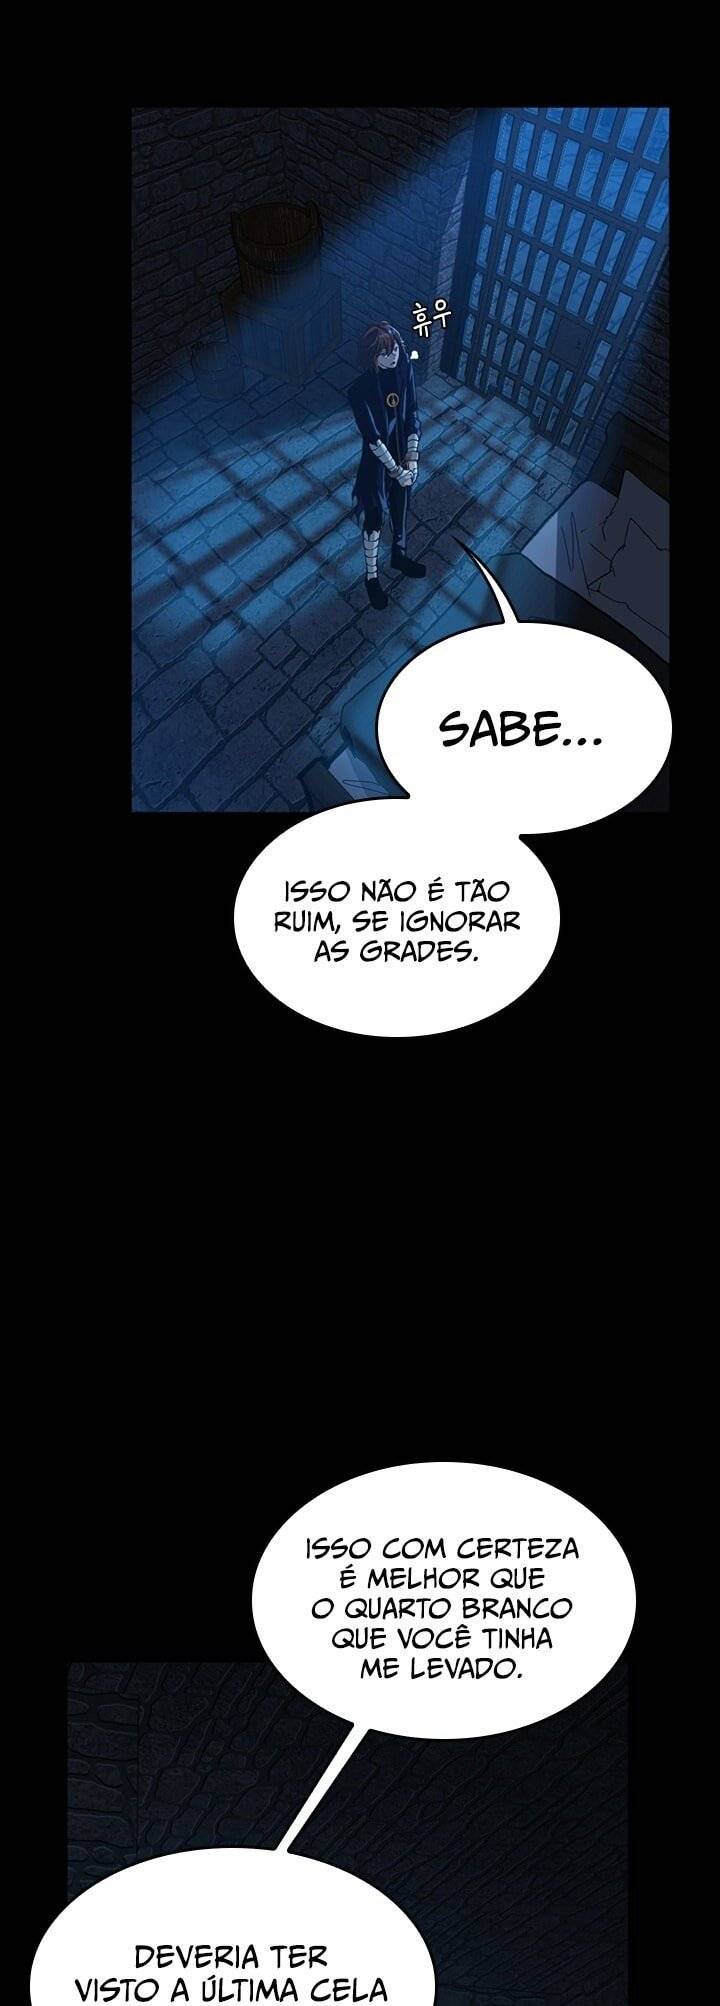 휴우
SABE...
ISSO NÃO É TÃO
RUIM, SE IGNORAR
AS GRADES.
ISSO COM CERTEZA
É MELHOR QUE
O QUARTO BRANCO
QUE VOCÊ TINHA
ME LEVADO.
DEVERIA TER
VISTO A ÚLTIMA CELA